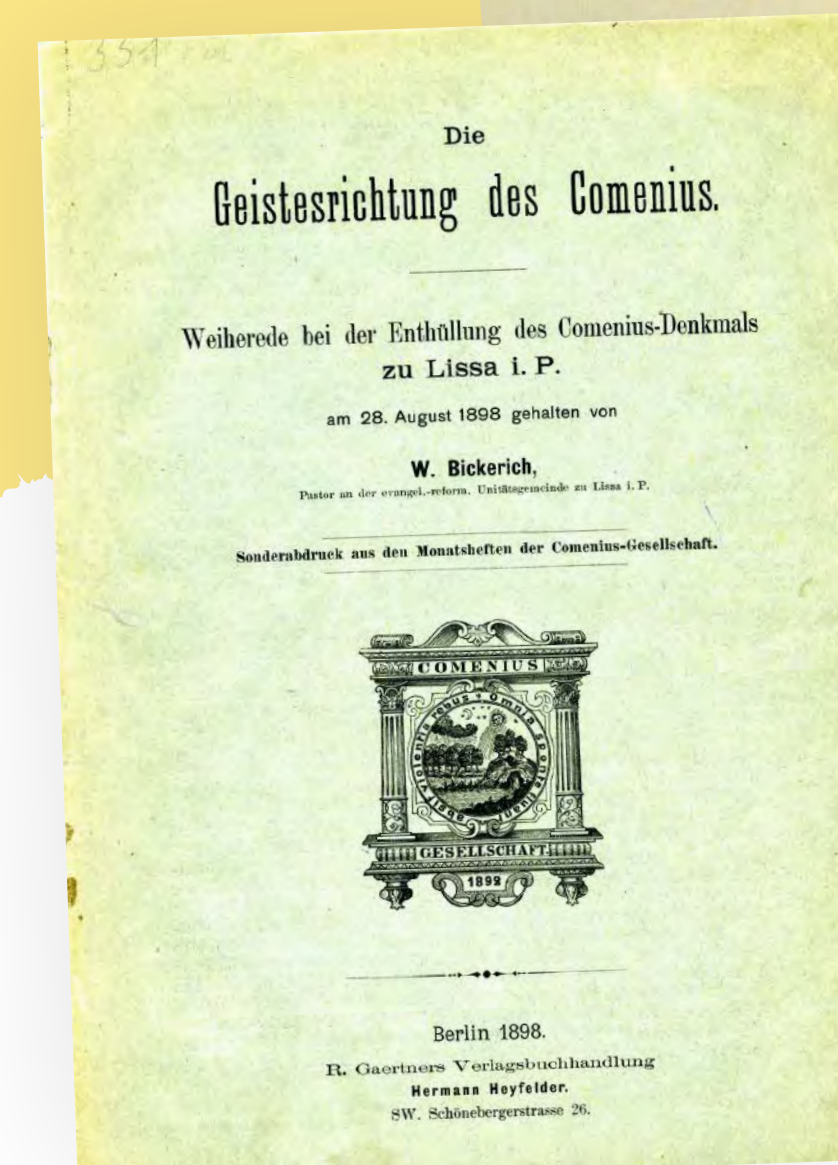 351
Die
Geistesrichtung des Comenius.
Weiherede bei der Enthüllung des Comenius-Denkmals
zu Lissa i. P.
am 28. August 1898 gehalten von
W. Bickerich,
Pastor an der evangel.-reform. Unitätsgemeinde zu Lissa i. P.
Sonderabdruck aus den Monatsheften der Comenius-Gesellschaft.
COMENIUS
Omnia sponte fluant absit violentia rebus
GESELLSCHAFT
1892
Berlin 1898.
R. Gaertners Verlagsbuchhandlung
Hermann Heyfelder.
SW. Schönebergerstrasse 26.